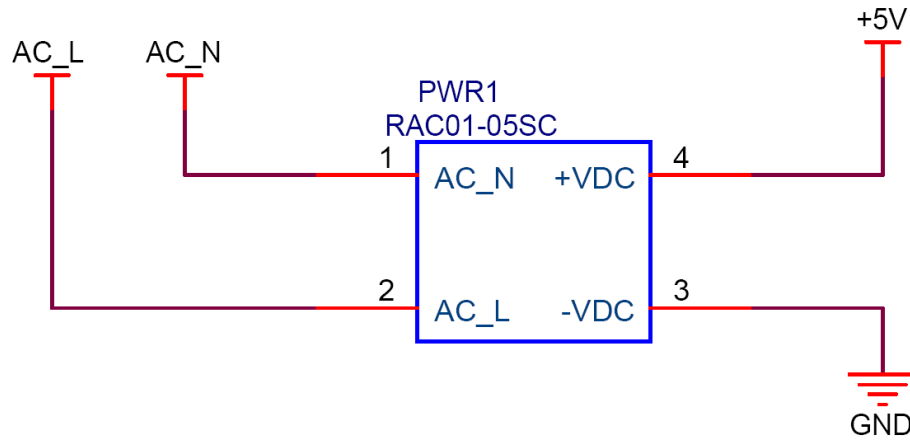 +5V
AC_L
AC_N
PWR1
RAC01-05SC
1
AC_N
+VDC
4
2
AC_L
-VDC
3
GND